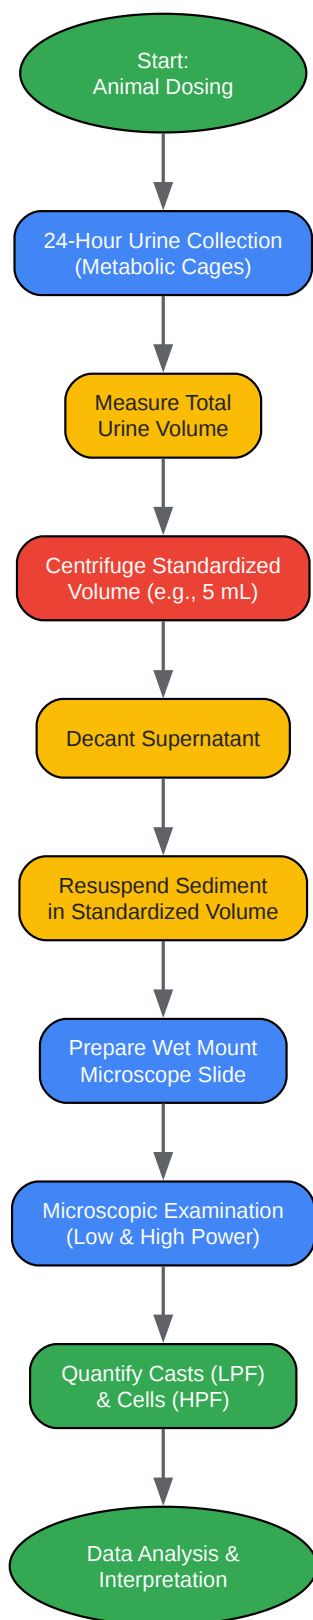 Start:
Animal Dosing
24-Hour Urine Collection
(Metabolic Cages)
Measure Total
Urine Volume
Centrifuge Standardized
Volume (e.g., 5 mL)
Decant Supernatant
Resuspend Sediment
in Standardized Volume
Prepare Wet Mount
Microscope Slide
Microscopic Examination
(Low & High Power)
Quantify Casts (LPF)
& Cells (HPF)
Data Analysis &
Interpretation